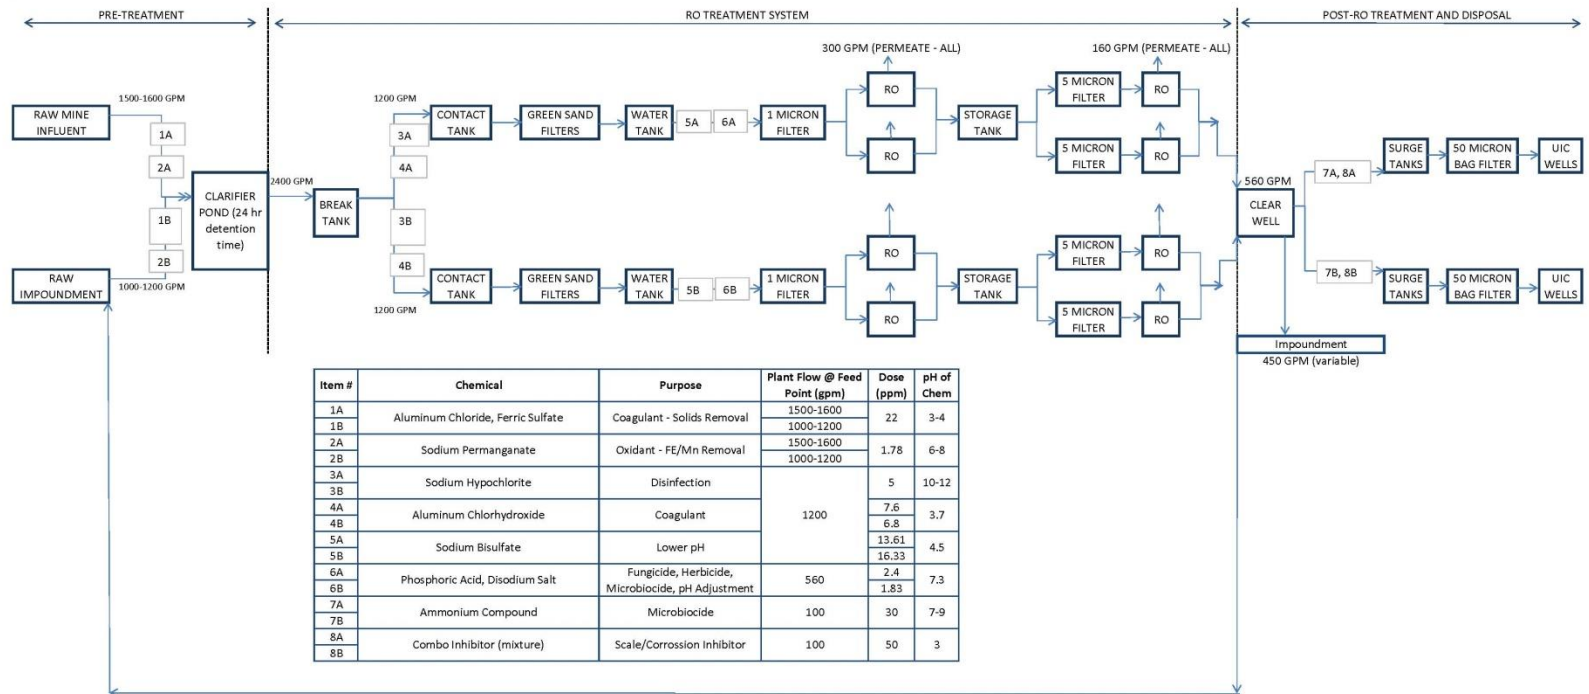 PRE-TREATMENT
RO TREATMENT SYSTEM
POST-RO TREATMENT AND DISPOSAL
300 GPM (PERMEATE - ALL)
160 GPM (PERMEATE - ALL)
1500-1600 GPM
RAW MINE
INFLUENT
1A
2A
1B
2B
RAW
IMPOUNDMENT
1000-1200 GPM
CLARIFIER
POND (24 hr
detention
time)
2400 GPM
BREAK
TANK
1200 GPM
3A
4A
3B
4B
1200 GPM
CONTACT
TANK
GREEN SAND
FILTERS
WATER
TANK
5A
6A
1 MICRON
FILTER
RO
RO
STORAGE
TANK
5 MICRON
FILTER
RO
5 MICRON
FILTER
RO
CONTACT
TANK
GREEN SAND
FILTERS
WATER
TANK
5B
6B
1 MICRON
FILTER
RO
RO
STORAGE
TANK
5 MICRON
FILTER
RO
5 MICRON
FILTER
RO
560 GPM
CLEAR
WELL
7A, 8A
SURGE
TANKS
50 MICRON
BAG FILTER
UIC
WELLS
7B, 8B
SURGE
TANKS
50 MICRON
BAG FILTER
UIC
WELLS
Impoundment
450 GPM (variable)
Item # Chemical Purpose Plant Flow @ Feed Point (gpm) Dose (ppm) pH of Chem
1A Aluminum Chloride, Ferric Sulfate Coagulant - Solids Removal 1500-1600 22 3-4
1B 1000-1200
2A Sodium Permanganate Oxidant - FE/Mn Removal 1500-1600 1.78 6-8
2B 1000-1200
3A Sodium Hypochlorite Disinfection 1200 5 10-12
3B
4A Aluminum Chlorhydroxide Coagulant 7.6 3.7
4B 6.8
5A Sodium Bisulfate Lower pH 13.61 4.5
5B 16.33
6A Phosphoric Acid, Disodium Salt Fungicide, Herbicide, Microbiocide, pH Adjustment 560 2.4 7.3
6B 1.83
7A Ammonium Compound Microbiocide 100 30 7-9
7B
8A Combo Inhibitor (mixture) Scale/Corrossion Inhibitor 100 50 3
8B